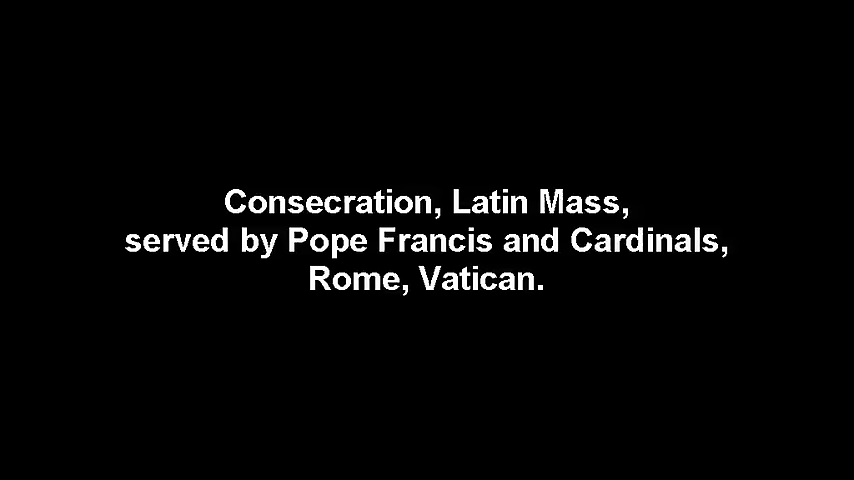 Consecration, Latin Mass,
served by Pope Francis and Cardinals,
Rome, Vatican.